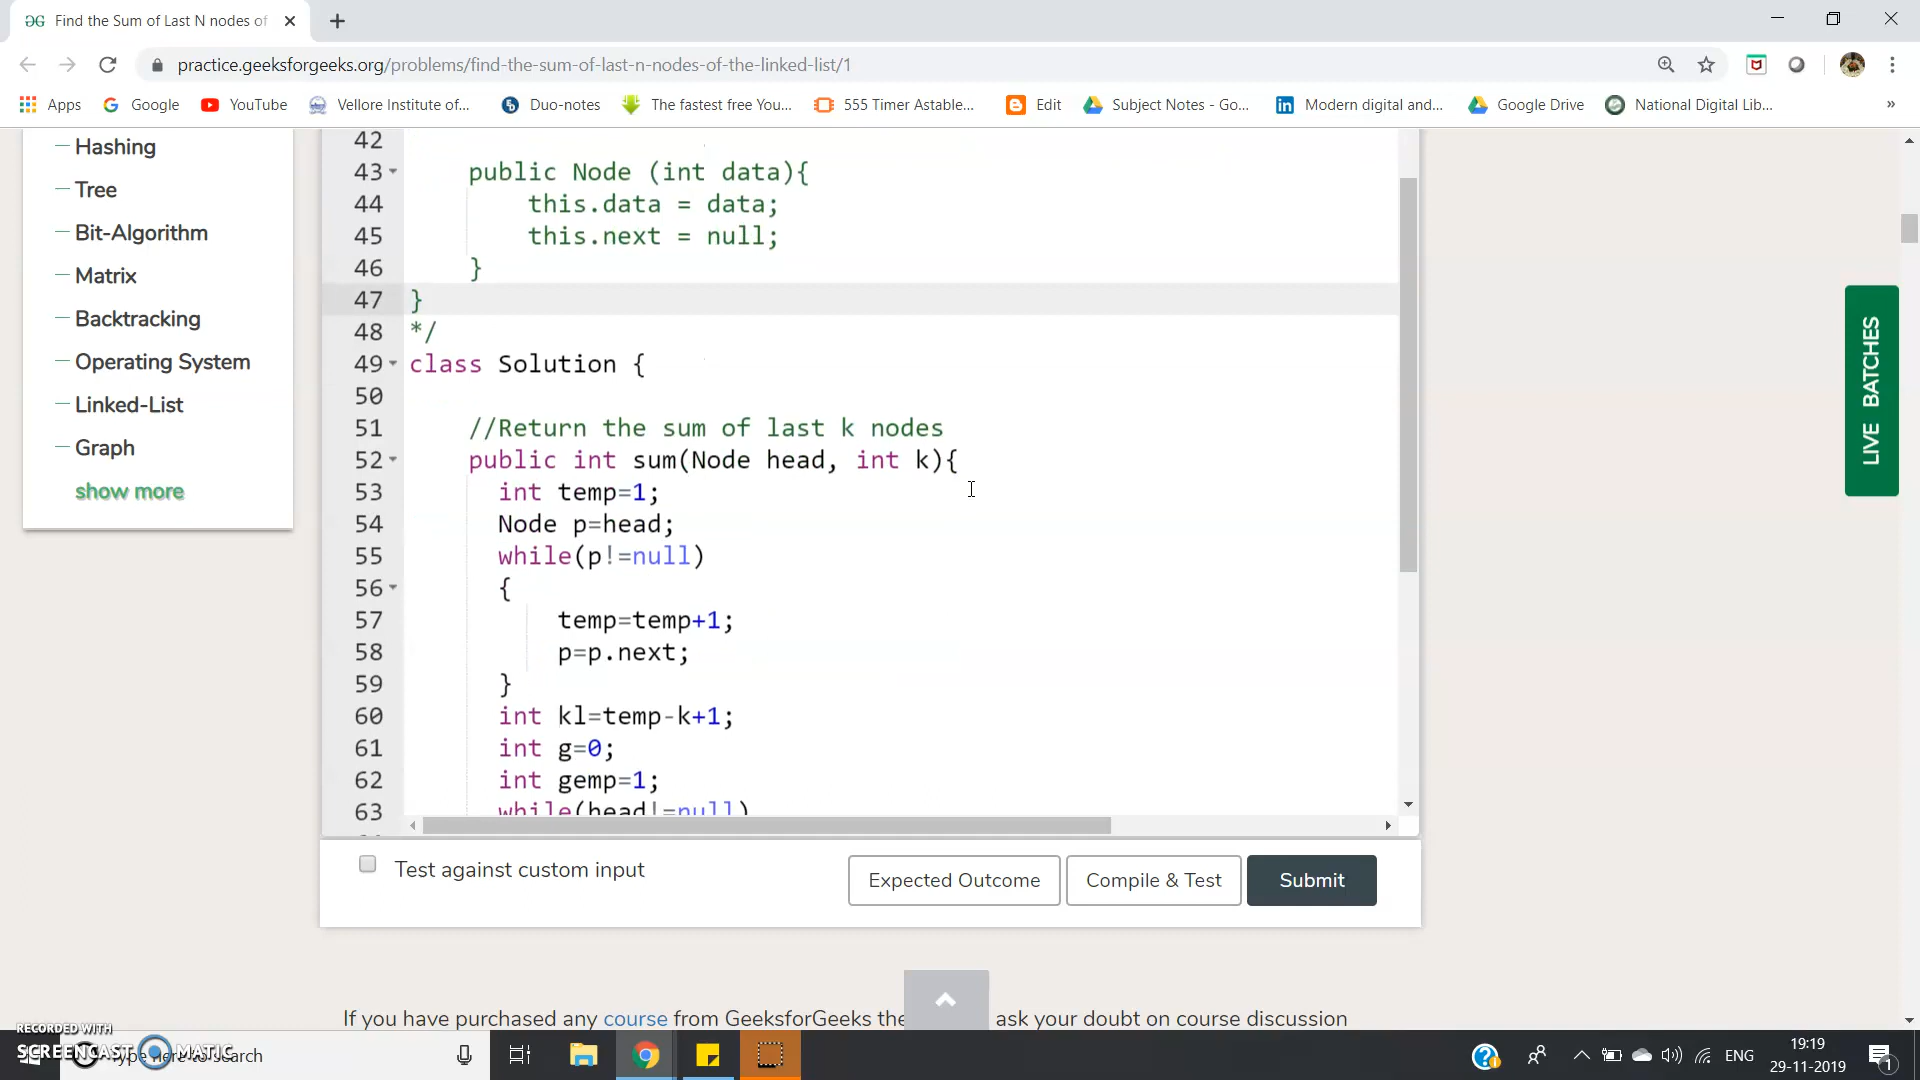 Find the Sum of Last N nodes of
practice.geeksforgeeks.org/problems/find-the-sum-of-last-n-nodes-of-the-linked-list/1
Apps Google YouTube Vellore Institute of... Duo-notes The fastest free You... 555 Timer Astable... Edit Subject Notes - Go... Modern digital and... Google Drive National Digital Lib... »
Hashing
Tree
Bit-Algorithm
Matrix
Backtracking
Operating System
Linked-List
Graph
show more
42
43 public Node (int data){
44 this.data = data;
45 this.next = null;
46 }
47 }
48 */
49 class Solution {
50
51 //Return the sum of last k nodes
52 public int sum(Node head, int k){
53 int temp=1;
54 Node p=head;
55 while(p!=null)
56 {
57 temp=temp+1;
58 p=p.next;
59 }
60 int kl=temp-k+1;
61 int g=0;
62 int gemp=1;
63 while(head!=null)
LIVE BATCHES
Test against custom input
Expected Outcome
Compile & Test
Submit
If you have purchased any course from GeeksforGeeks the ask your doubt on course discussion
RECORDED WITH
SCREENCAST MATIC
Type here to search
ENG
19:19
29-11-2019
1